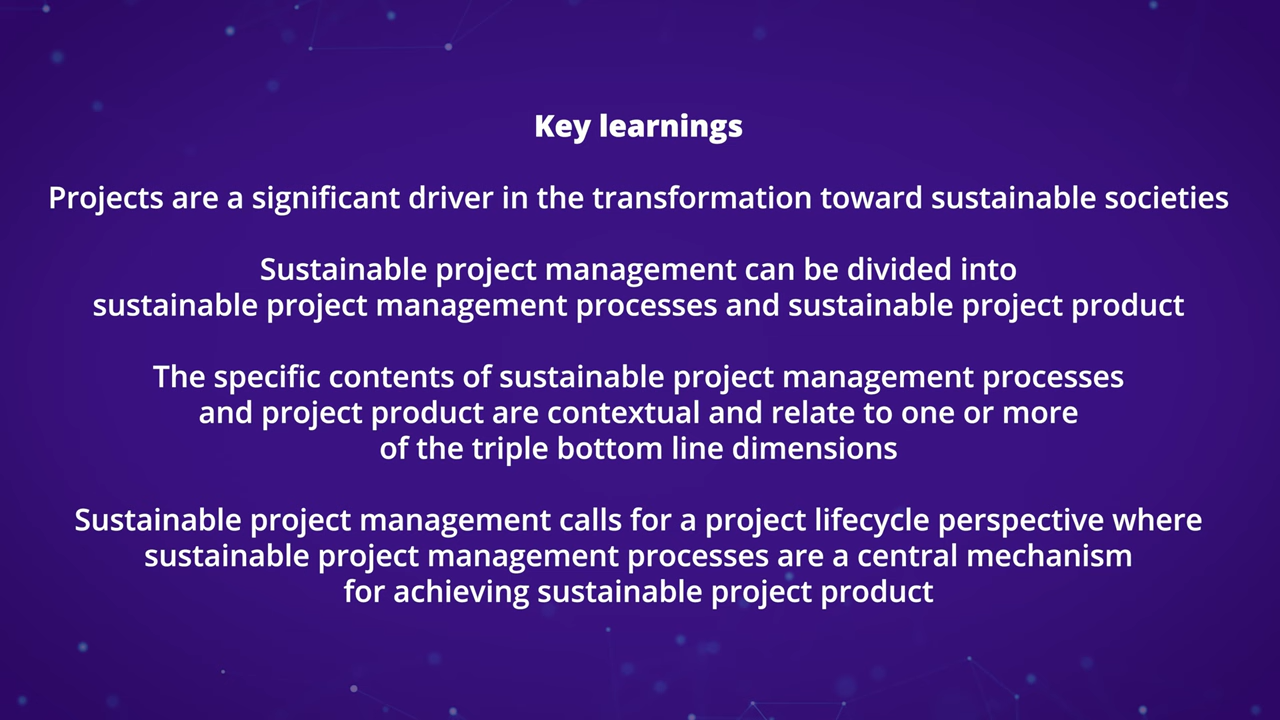 Key learnings
Projects are a significant driver in the transformation toward sustainable societies
Sustainable project management can be divided into
sustainable project management processes and sustainable project product
The specific contents of sustainable project management processes
and project product are contextual and relate to one or more
of the triple bottom line dimensions
Sustainable project management calls for a project lifecycle perspective where
sustainable project management processes are a central mechanism
for achieving sustainable project product